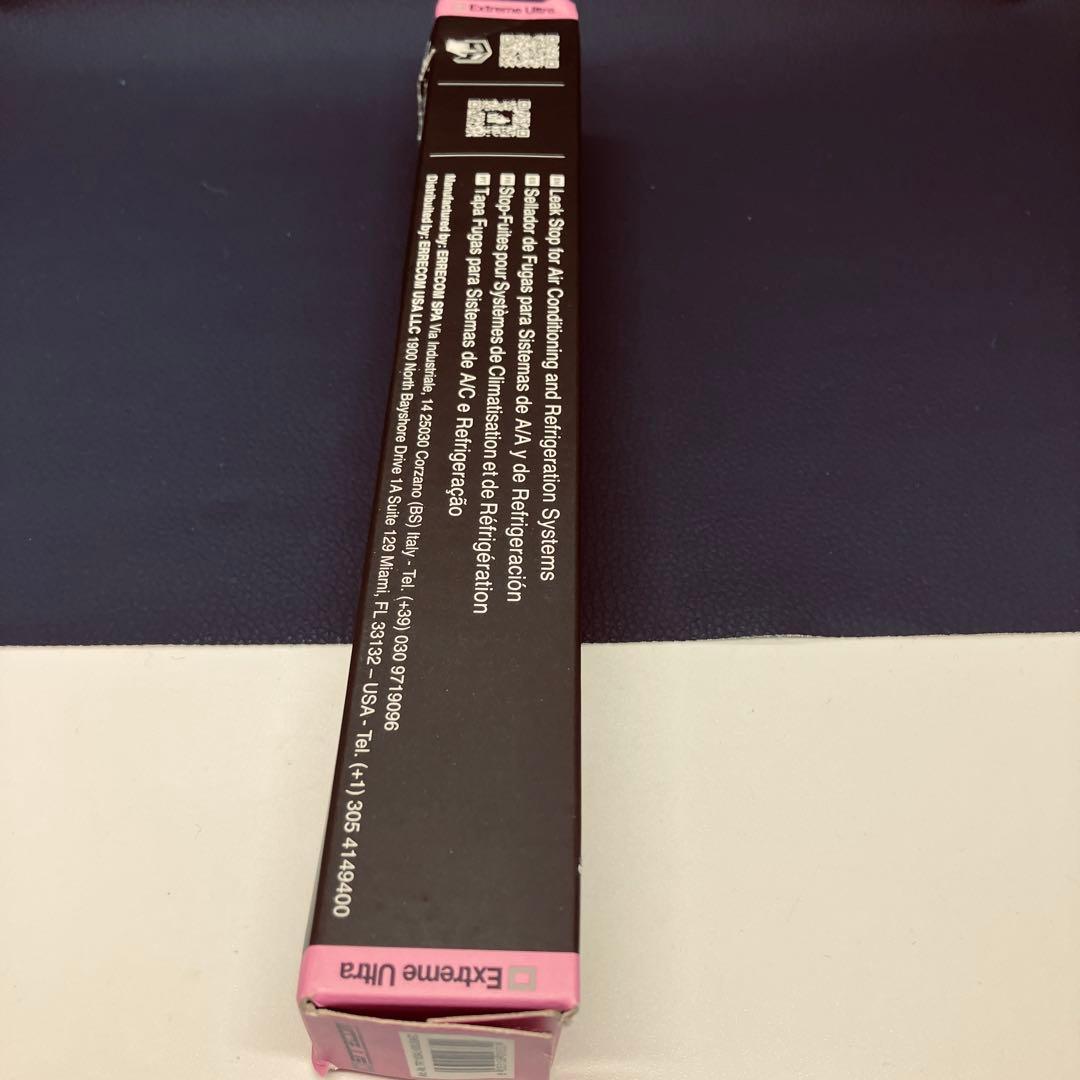 Extreme Ultra
Leak Stop for Air Conditioning and Refrigeration Systems
Sellador de Fugas para Sistemas de A/A y de Refrigeración
Stop-Fuites pour Systèmes de Climatisation et de Réfrigération
Tapa Fugas para Sistemas de A/C e Refrigeração
Manufactured by: ERRECOM SPA Via Industriale, 14 25030 Corzano (BS) Italy - Tel. (+39) 030 9719096
Distributed by: ERRECOM USA LLC 1900 North Bayshore Drive 1A Suite 129 Miami, FL 33132 – USA - Tel. (+1) 305 4149400
Extreme Ultra